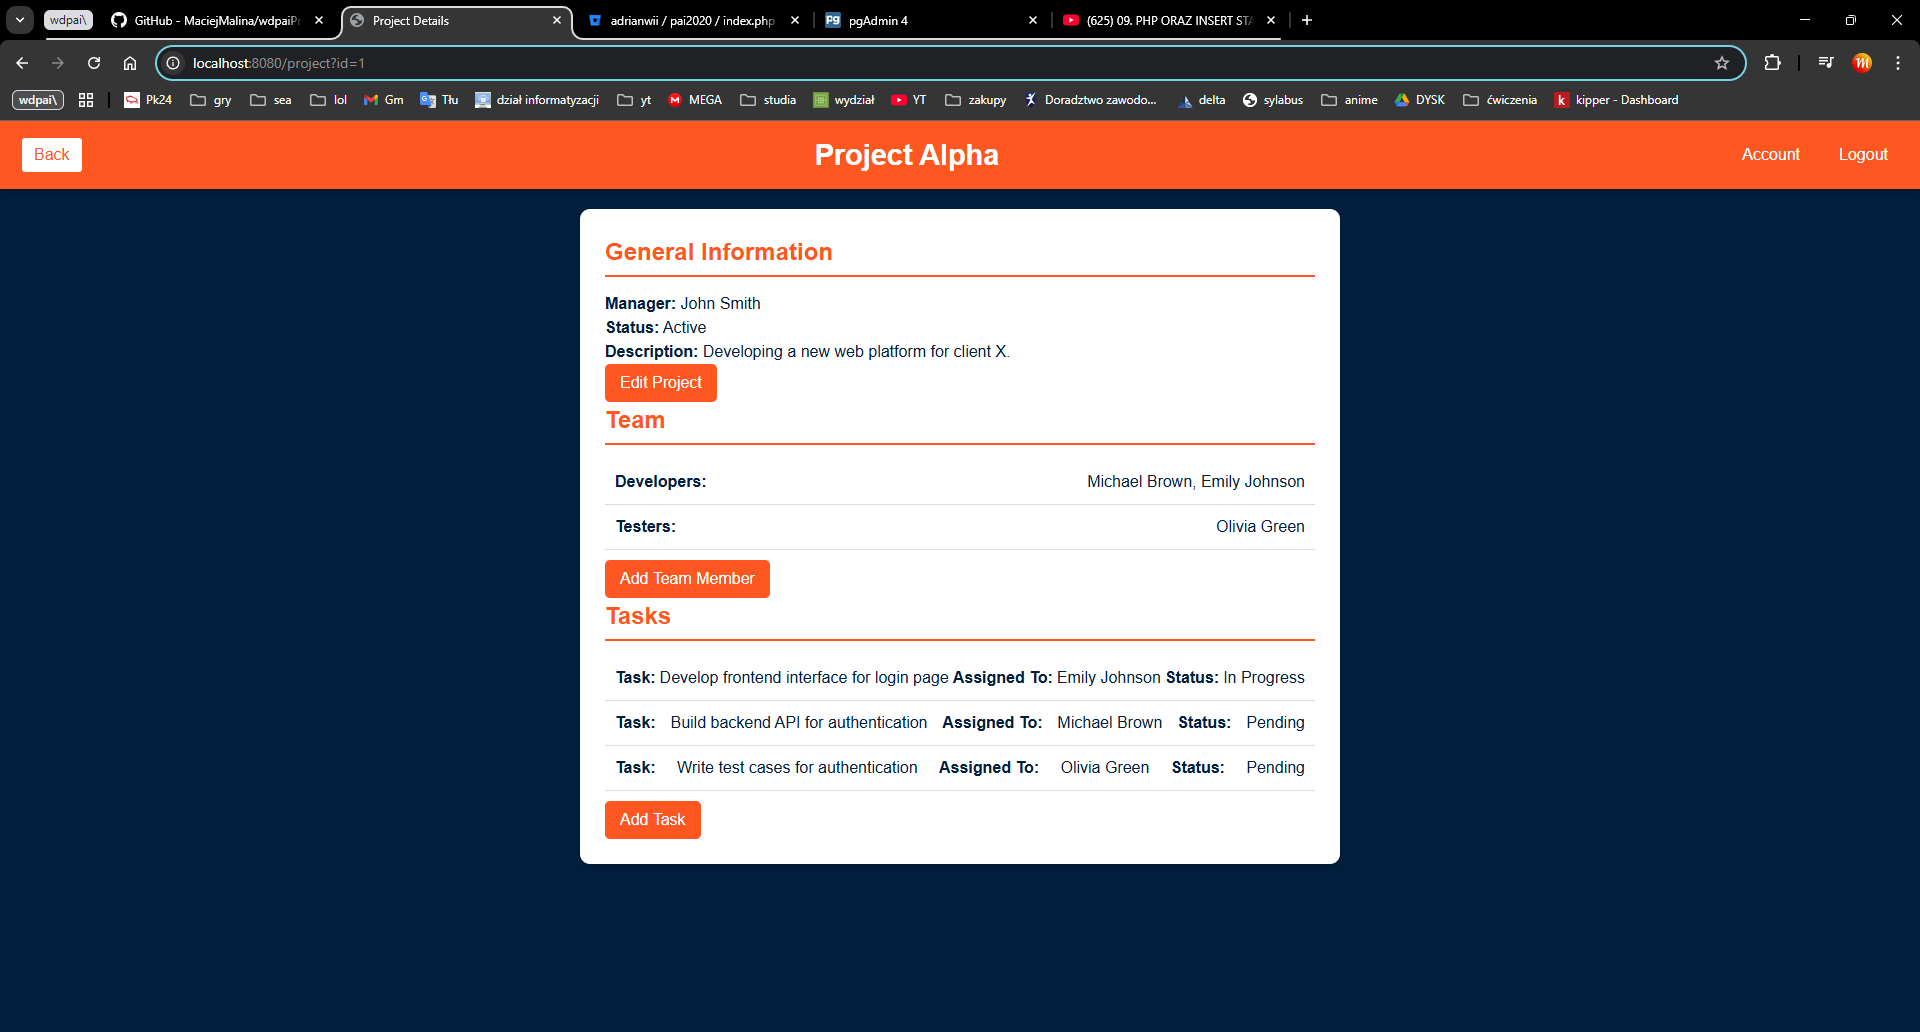 wdpai\ GitHub - MaciejMalina/wdpaiPr Project Details adrianwii / pai2020 / index.php pgAdmin 4 (625) 09. PHP ORAZ INSERT STA
localhost:8080/project?id=1
wdpai\ Pk24 gry sea lol Gm Tłu dział informatyzacji yt MEGA studia wydział YT zakupy Doradztwo zawodo... delta sylabus anime DYSK ćwiczenia kipper - Dashboard
Back Project Alpha Account Logout
General Information
Manager: John Smith
Status: Active
Description: Developing a new web platform for client X.
Edit Project
Team
Developers: Michael Brown, Emily Johnson
Testers: Olivia Green
Add Team Member
Tasks
Task: Develop frontend interface for login page Assigned To: Emily Johnson Status: In Progress
Task: Build backend API for authentication Assigned To: Michael Brown Status: Pending
Task: Write test cases for authentication Assigned To: Olivia Green Status: Pending
Add Task